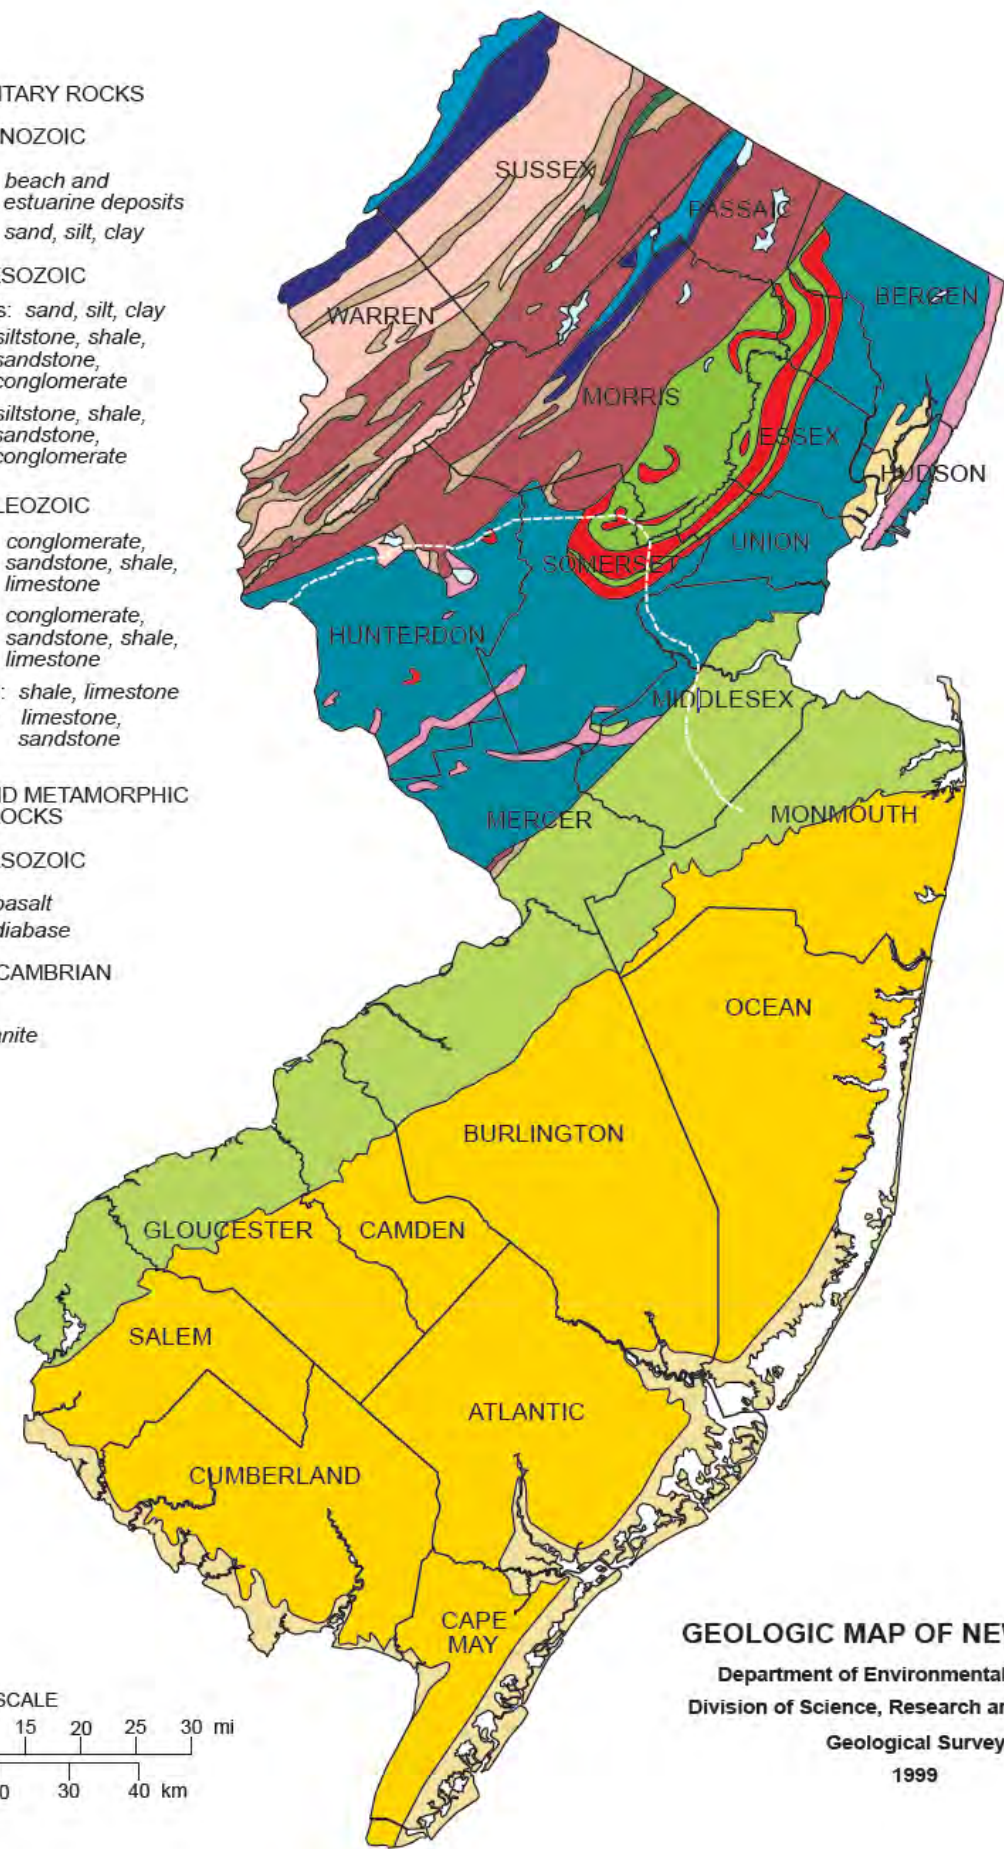 TARY ROCKS
NOZOIC
beach and
estuarine deposits
sand, silt, clay
SOZOIC
s: sand, silt, clay
siltstone, shale,
sandstone,
conglomerate
siltstone, shale,
sandstone,
conglomerate
LEOZOIC
conglomerate,
sandstone, shale,
limestone
conglomerate,
sandstone, shale,
limestone
: shale, limestone
limestone,
sandstone
ND METAMORPHIC
OCKS
SOZOIC
basalt
diabase
CAMBRIAN
nite
SUSSEX
PASSAIC
BERGEN
WARREN
MORRIS
ESSEX
HUDSON
UNION
SOMERSET
HUNTERDON
MIDDLESEX
MERCER
MONMOUTH
OCEAN
BURLINGTON
GLOUCESTER
CAMDEN
SALEM
ATLANTIC
CUMBERLAND
CAPE
MAY
GEOLOGIC MAP OF NEW
Department of Environmental
Division of Science, Research an
Geological Survey
1999
SCALE
15 20 25 30 mi
0 30 40 km